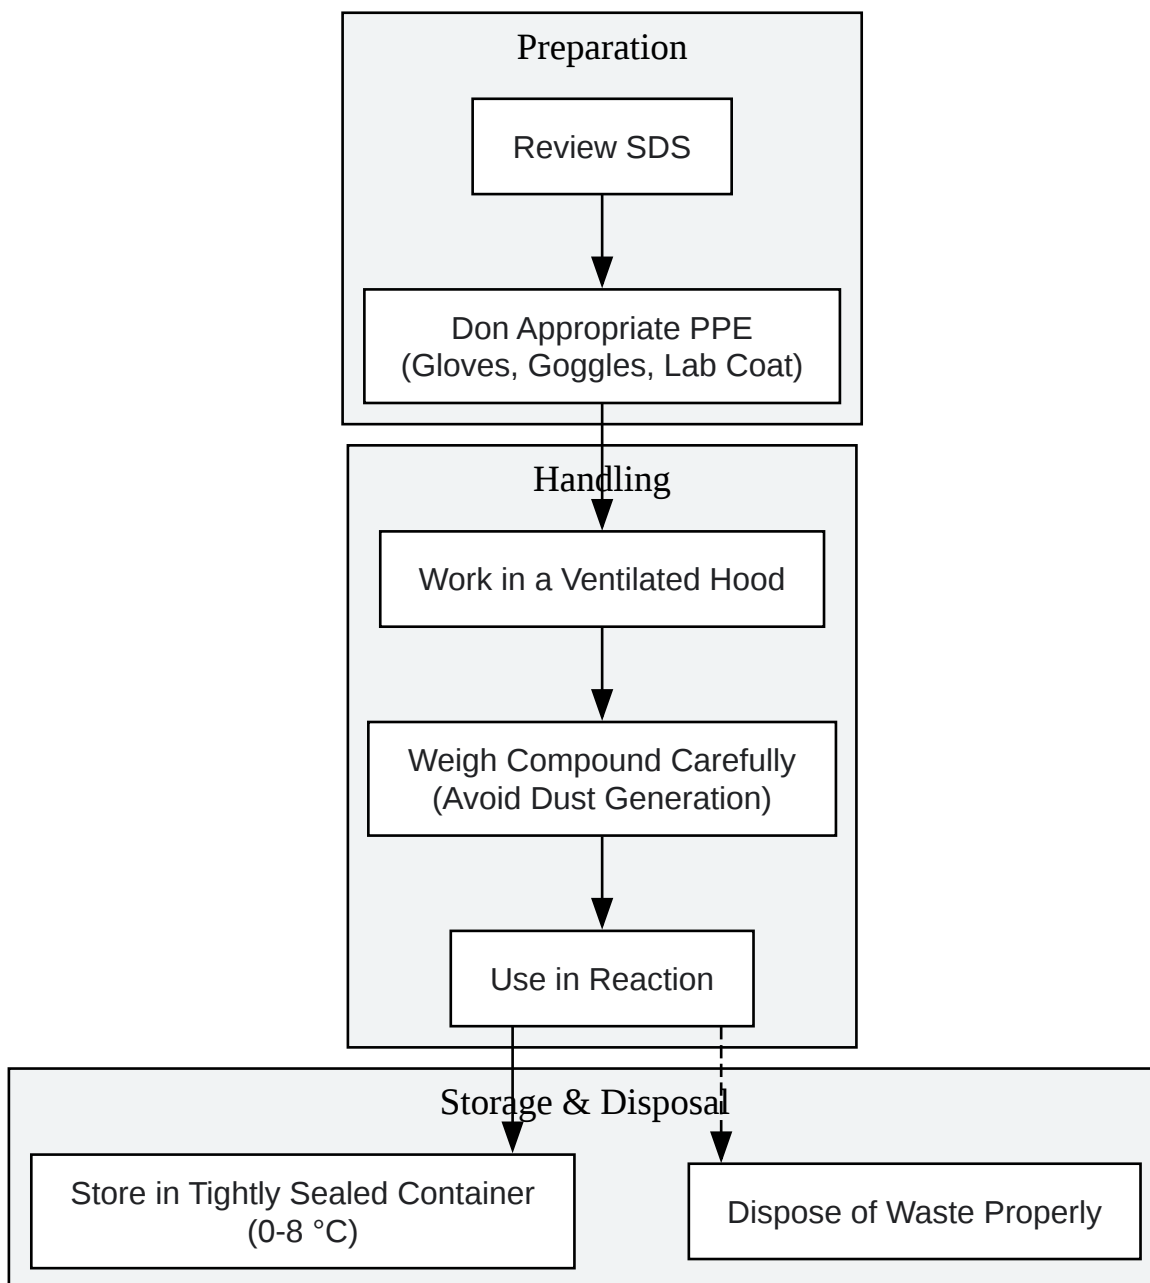 Preparation
Review SDS
Don Appropriate PPE
(Gloves, Goggles, Lab Coat)
Handling
Work in a Ventilated Hood
Weigh Compound Carefully
(Avoid Dust Generation)
Use in Reaction
Storage & Disposal
Store in Tightly Sealed Container
(0-8 °C)
Dispose of Waste Properly